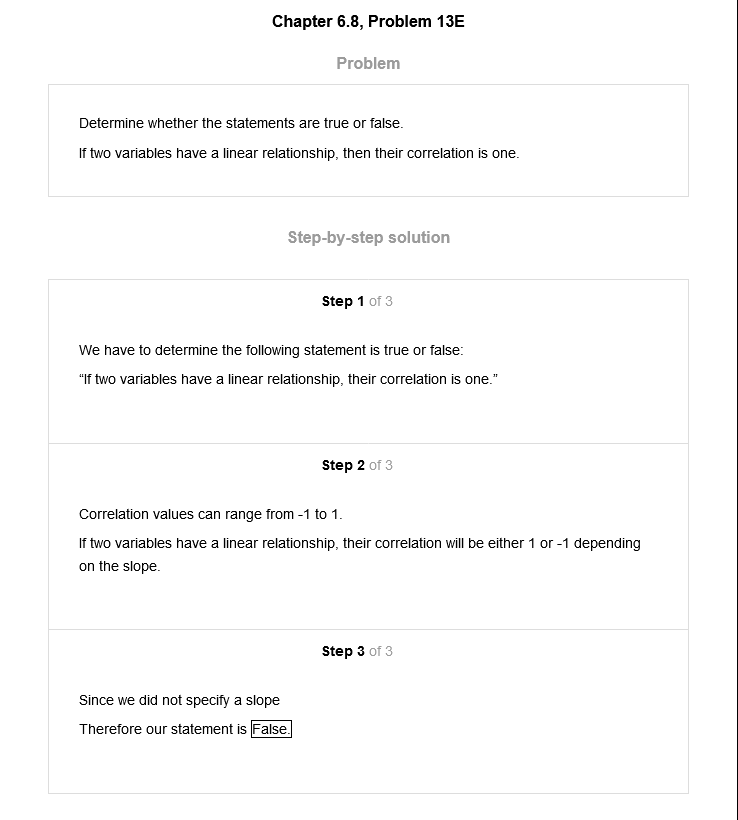 Chapter 6.8, Problem 13E
Problem
Determine whether the statements are true or false.
If two variables have a linear relationship, then their correlation is one.
Step-by-step solution
Step 1 of 3
We have to determine the following statement is true or false:
“If two variables have a linear relationship, their correlation is one.”
Step 2 of 3
Correlation values can range from -1 to 1.
If two variables have a linear relationship, their correlation will be either 1 or -1 depending
on the slope.
Step 3 of 3
Since we did not specify a slope
Therefore our statement is False.